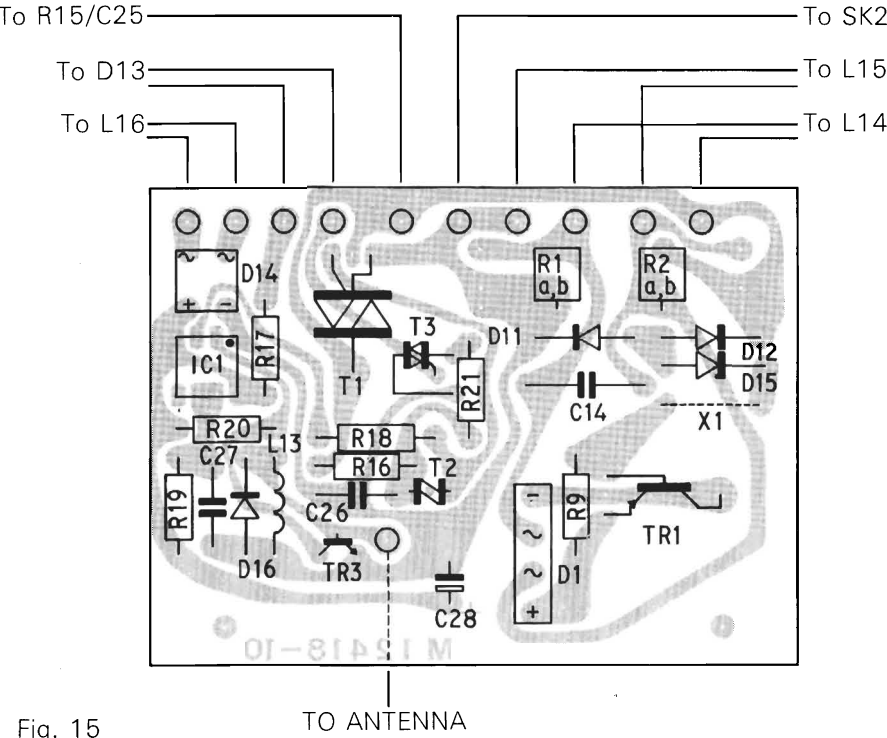 To R15/C25
To SK2
To D13
To L15
To L16
To L14
~ ~
D14
+ −
R1
a,b
R2
a,b
IC1
R17
T1
T3
D11
R21
D12
D15
C14
X1
R20
L13
C27
R18
R16
T2
R19
C26
D16
TR3
C28
−
~
~
+
D1
R9
TR1
M12418-10
Fig. 15
TO ANTENNA